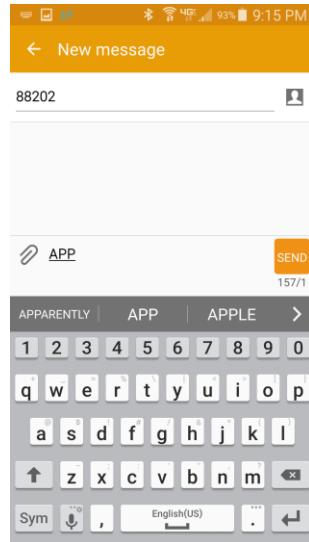 4G 93% 9:15 PM
New message
88202
APP
SEND
157/1
APPARENTLY APP APPLE
1 2 3 4 5 6 7 8 9 0
q w e r t y u i o p
a s d f g h j k l
z x c v b n m
Sym , English(US) .